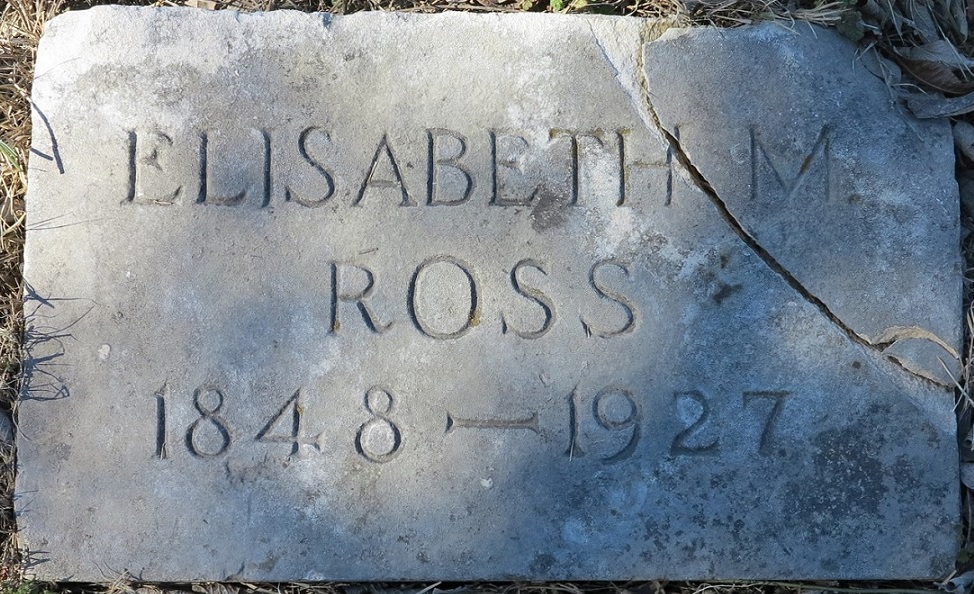 ELISABETH M.
ROSS
1848 – 1927